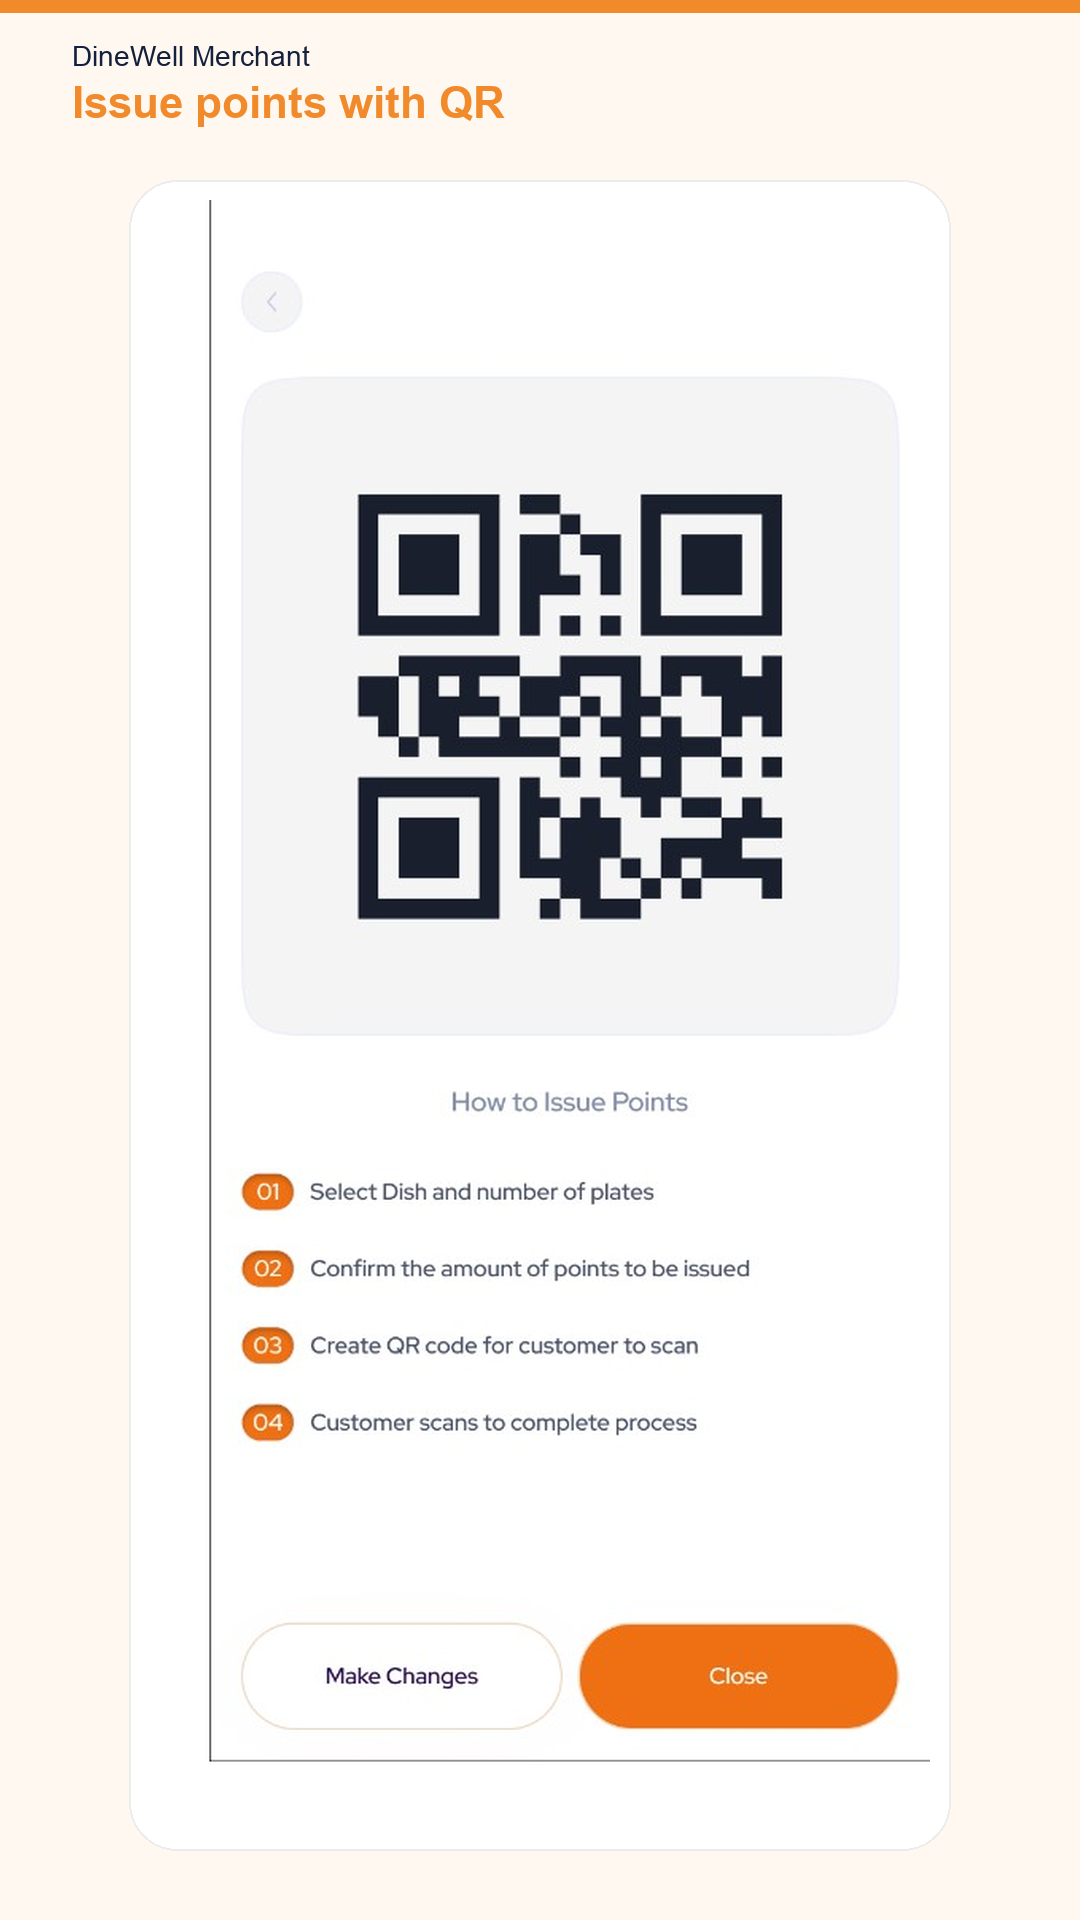 DineWell Merchant
Issue points with QR
How to Issue Points
01 Select Dish and number of plates
02 Confirm the amount of points to be issued
03 Create QR code for customer to scan
04 Customer scans to complete process
Make Changes
Close